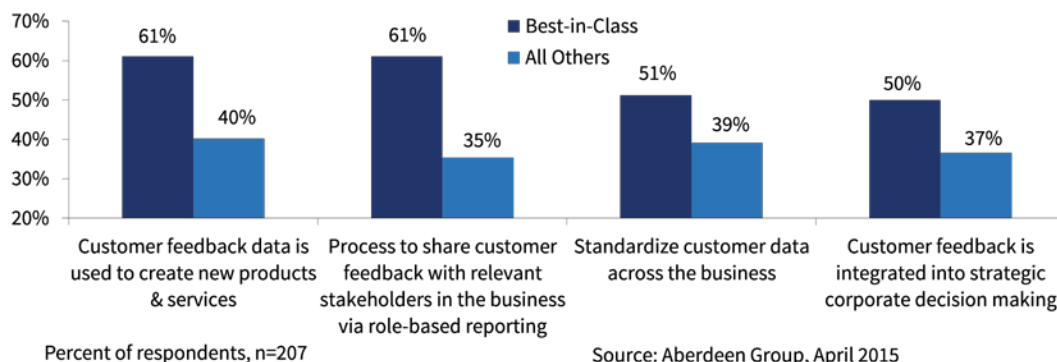 70%
60%
50%
40%
30%
20%
Best-in-Class
All Others
61%
40%
61%
35%
51%
39%
50%
37%
Customer feedback data is
used to create new products
& services
Process to share customer
feedback with relevant
stakeholders in the business
via role-based reporting
Standardize customer data
across the business
Customer feedback is
integrated into strategic
corporate decision making
Percent of respondents, n=207
Source: Aberdeen Group, April 2015